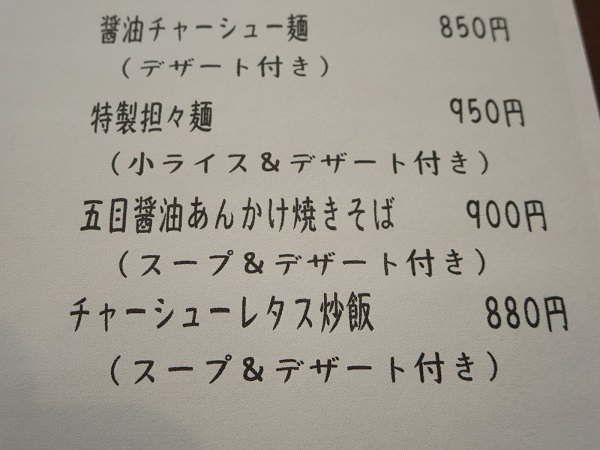 醤油チャーシュー麺 850円
(デザート付き)
特製担々麺 950円
(小ライス&デザート付き)
五目醤油あんかけ焼きそば 900円
(スープ&デザート付き)
チャーシューレタス炒飯 880円
(スープ&デザート付き)